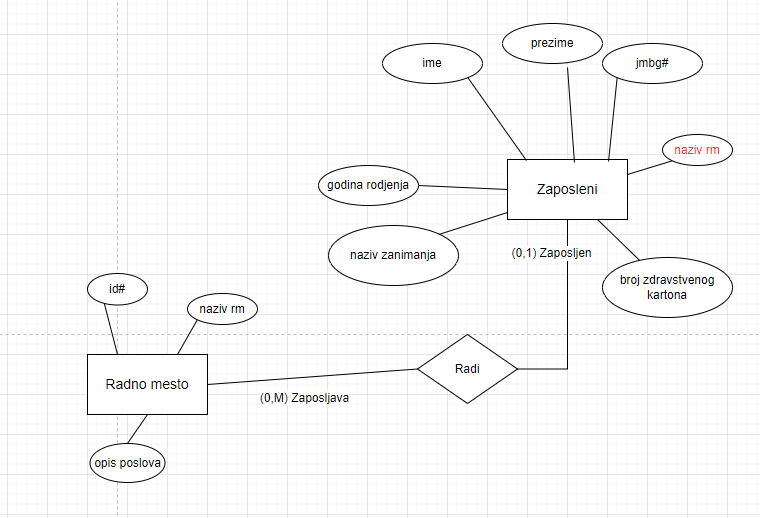 prezime
ime
jmbg#
naziv rm
godina rodjenja
Zaposleni
naziv zanimanja
(0,1) Zaposljen
broj zdravstvenog
kartona
id#
naziv rm
Radno mesto
Radi
(0,M) Zaposljava
opis poslova